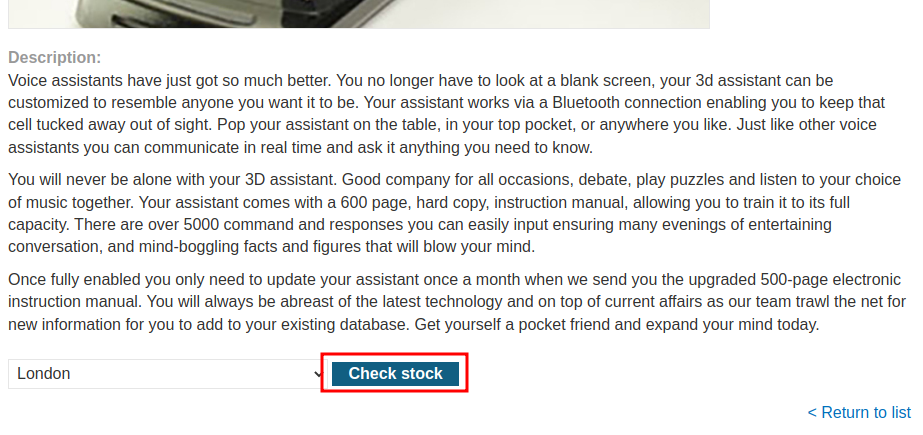 Description:
Voice assistants have just got so much better. You no longer have to look at a blank screen, your 3d assistant can be
customized to resemble anyone you want it to be. Your assistant works via a Bluetooth connection enabling you to keep that
cell tucked away out of sight. Pop your assistant on the table, in your top pocket, or anywhere you like. Just like other voice
assistants you can communicate in real time and ask it anything you need to know.
You will never be alone with your 3D assistant. Good company for all occasions, debate, play puzzles and listen to your choice
of music together. Your assistant comes with a 600 page, hard copy, instruction manual, allowing you to train it to its full
capacity. There are over 5000 command and responses you can easily input ensuring many evenings of entertaining
conversation, and mind-boggling facts and figures that will blow your mind.
Once fully enabled you only need to update your assistant once a month when we send you the upgraded 500-page electronic
instruction manual. You will always be abreast of the latest technology and on top of current affairs as our team trawl the net for
new information for you to add to your existing database. Get yourself a pocket friend and expand your mind today.
London
Check stock
< Return to list